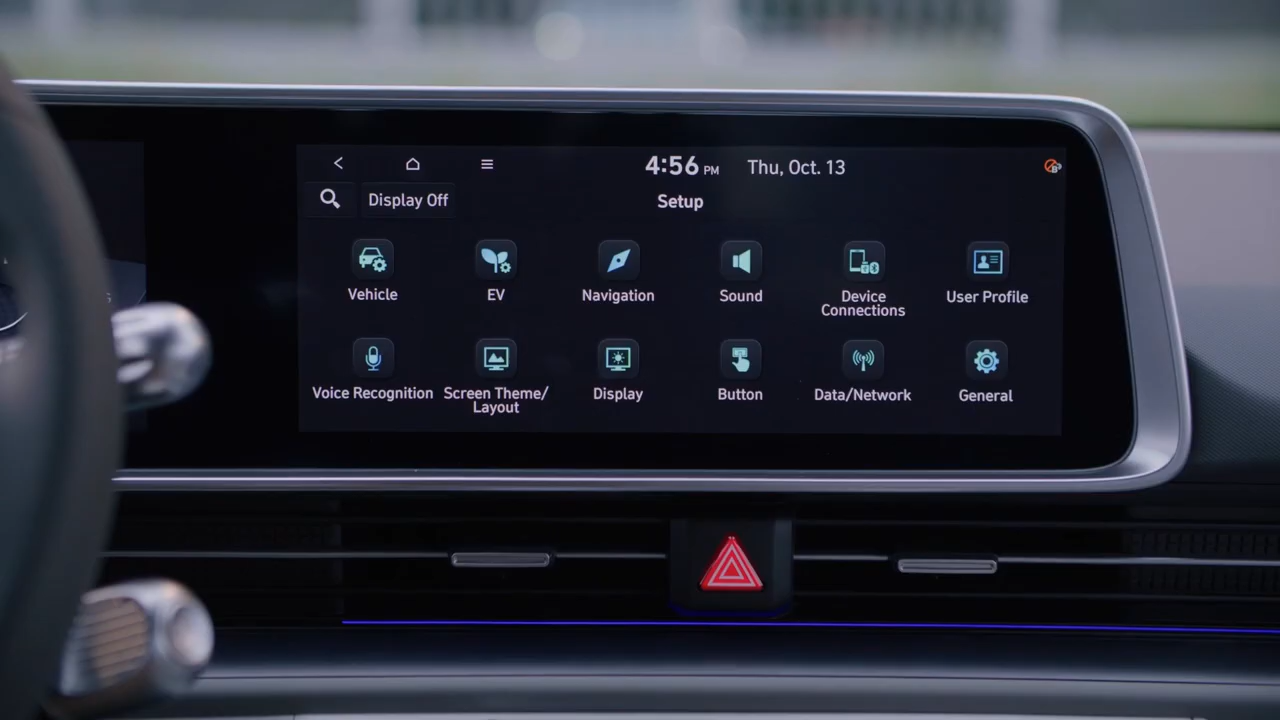 4:56 PM Thu, Oct. 13
Display Off
Setup
Vehicle
EV
Navigation
Sound
Device
Connections
User Profile
Voice Recognition
Screen Theme/
Layout
Display
Button
Data/Network
General